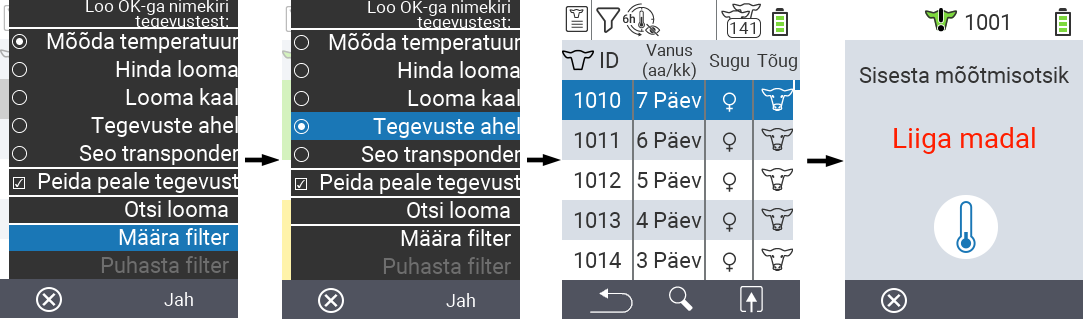 Loo OK-ga nimekiri
tegevustest:
Mõõda temperatuur
Hinda looma
Looma kaal
Tegevuste ahel
Seo transponder
Peida peale tegevust
Otsi looma
Määra filter
Puhasta filter
Jah
Loo OK-ga nimekiri
tegevustest:
Mõõda temperatuur
Hinda looma
Looma kaal
Tegevuste ahel
Seo transponder
Peida peale tegevust
Otsi looma
Määra filter
Puhasta filter
Jah
6h
141
ID Vanus (aa/kk) Sugu Tõug
1010 7 Päev
1011 6 Päev
1012 5 Päev
1013 4 Päev
1014 3 Päev
1001
Sisesta mõõtmisotsik
Liiga madal